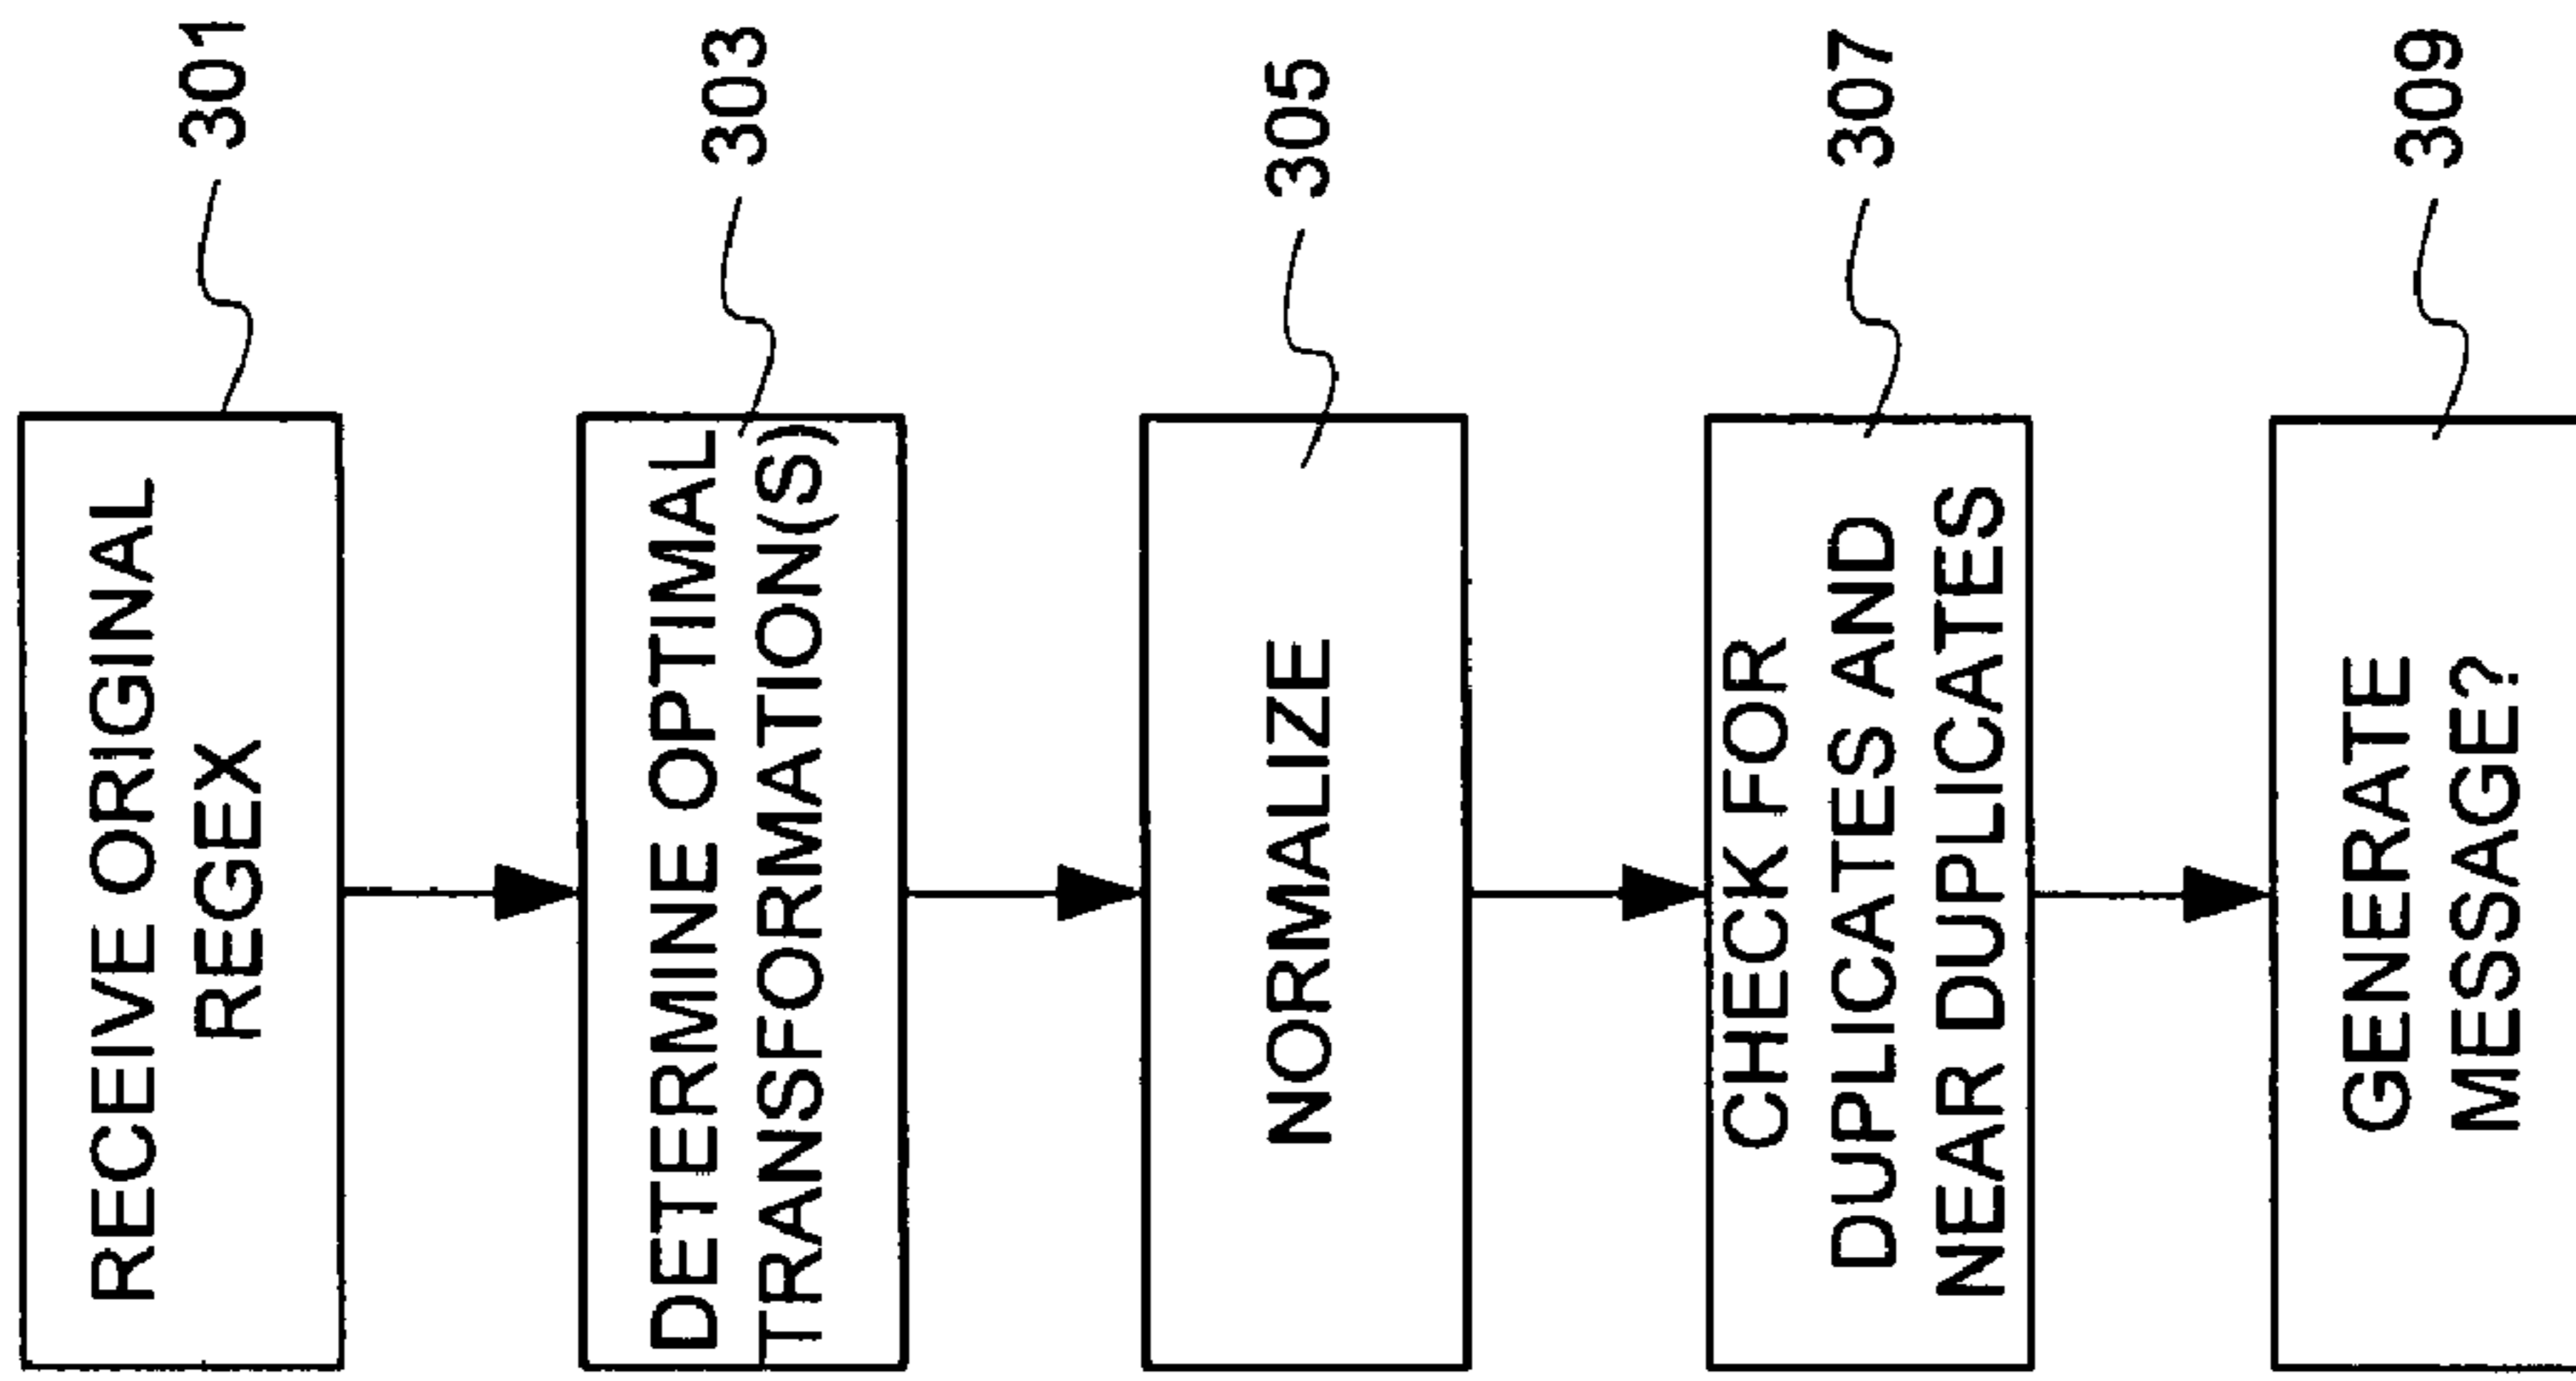 RECEIVE ORIGINAL
REGEX
301
DETERMINE OPTIMAL
TRANSFORMATION(S)
303
NORMALIZE
305
CHECK FOR
DUPLICATES AND
NEAR DUPLICATES
307
GENERATE
MESSAGE?
309